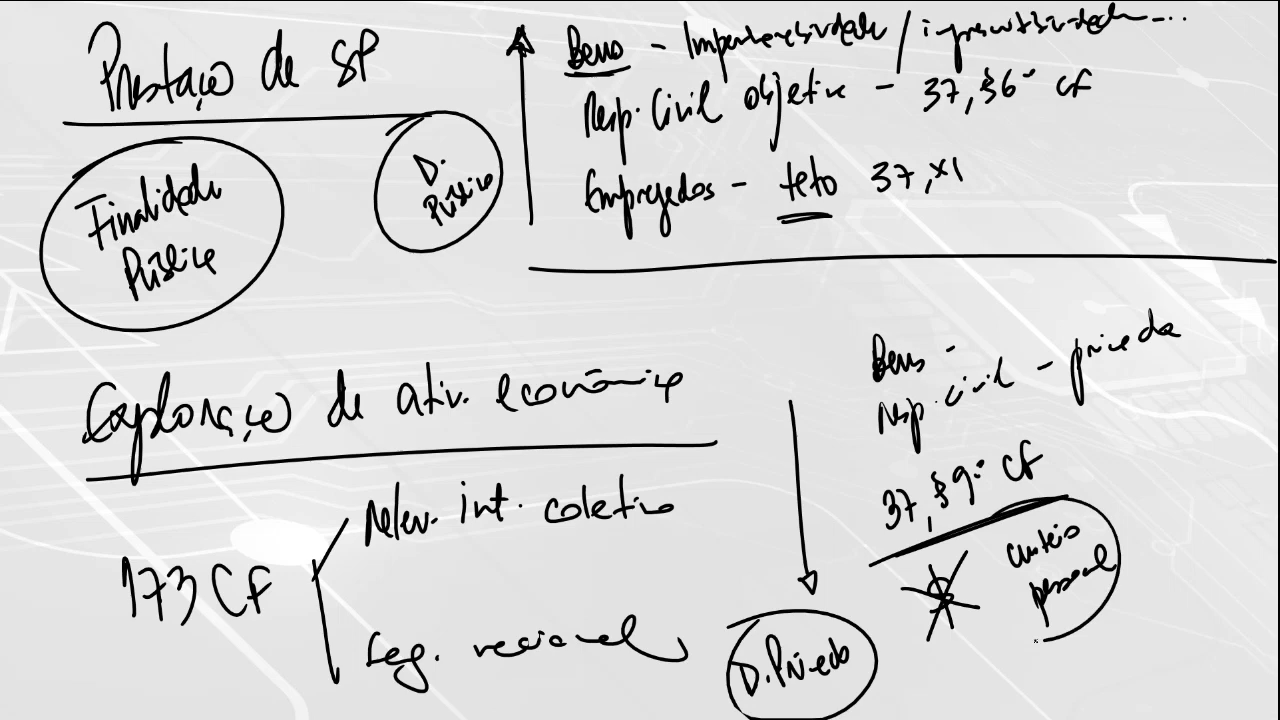 Prestação de SP
Finalidade
Pública
D.
Público
Bens - Impenhorabilidade / imprescritibilidade...
Resp. Civil objetiva - 37, §6º CF
Empregados - teto 37, XI
Exploração de ativ. econômica
173 CF
Relev. int. coletivo
Seg. nacional
D. Privado
Bens -
Resp. civil - privada
37, §9º CF
$
custeio
pessoal